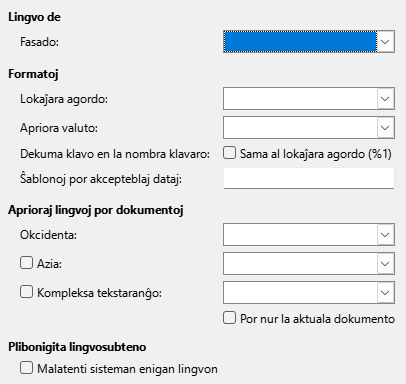 Lingvo de
Fasado:
Formatoj
Lokaĵara agordo:
Apriora valuto:
Dekuma klavo en la nombra klavaro: Sama al lokaĵara agordo (%1)
Ŝablonoj por akcepteblaj dataj:
Aprioraj lingvoj por dokumentoj
Okcidenta:
Azia:
Kompleksa tekstaranĝo:
Por nur la aktuala dokumento
Plibonigita lingvosubteno
Malatenti sisteman enigan lingvon